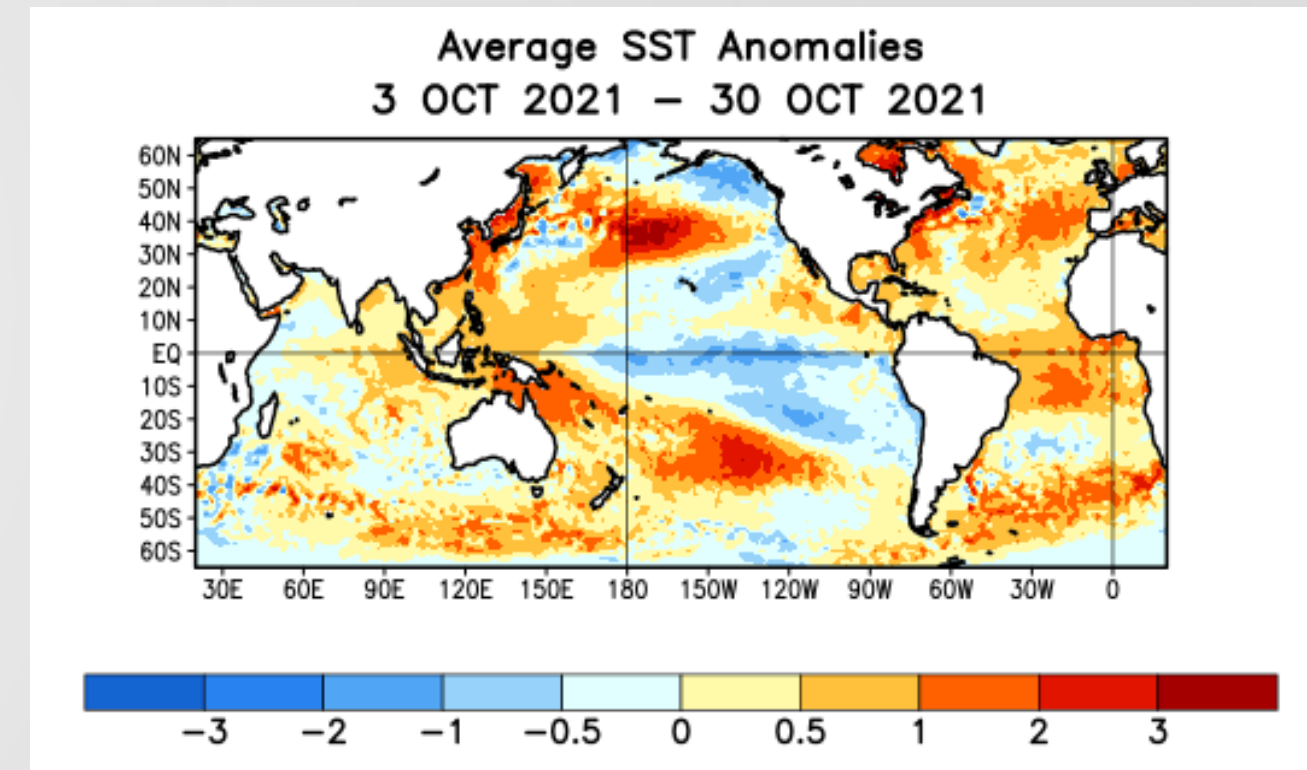 Average SST Anomalies
3 OCT 2021 – 30 OCT 2021
60N
50N
40N
30N
20N
10N
EQ
10S
20S
30S
40S
50S
60S
30E 60E 90E 120E 150E 180 150W 120W 90W 60W 30W 0
−3 −2 −1 −0.5 0 0.5 1 2 3